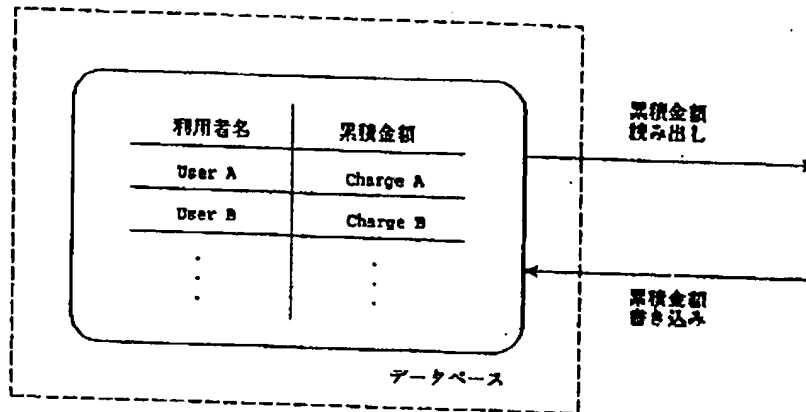 利用者名 累積金額
User A Charge A
User B Charge B
データベース
累積金額
読み出し
累積金額
書き込み